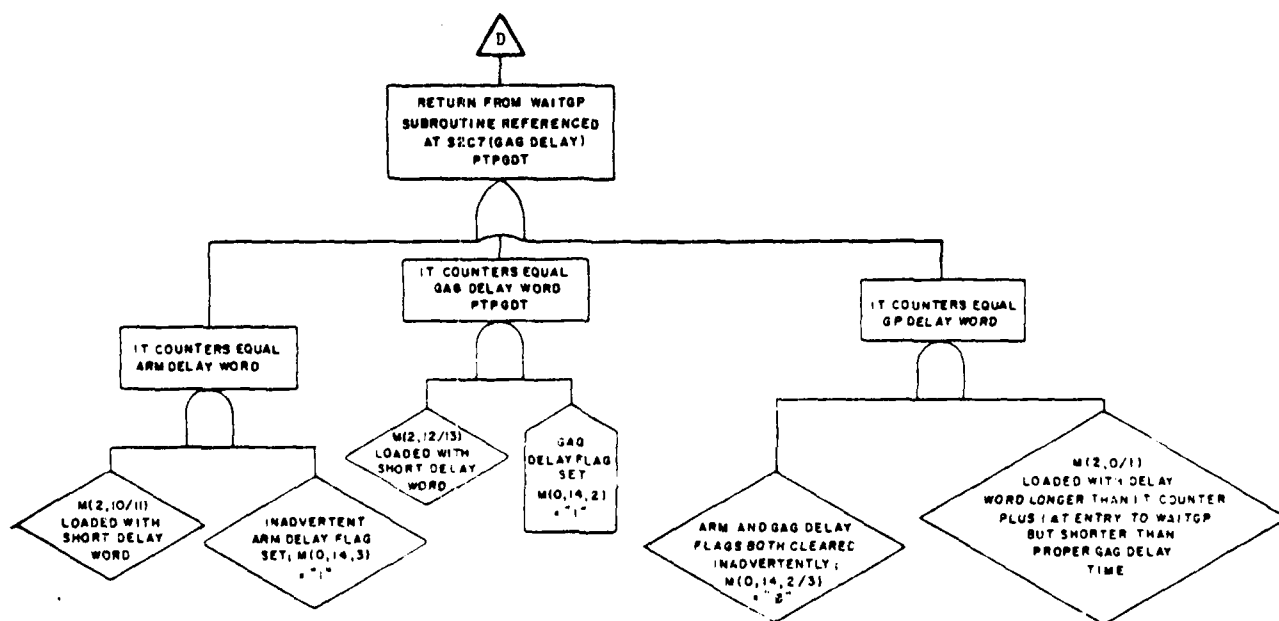 D
RETURN FROM WAITGP
SUBROUTINE REFERENCED
AT S2C7(GAG DELAY)
PTPGDT
IT COUNTERS EQUAL
GAG DELAY WORD
PTPGDT
IT COUNTERS EQUAL
GP DELAY WORD
IT COUNTERS EQUAL
ARM DELAY WORD
M(2,12/13)
LOADED WITH
SHORT DELAY
WORD
GAG
DELAY FLAG
SET
M(0,14,2)
= "1"
M(2,10/11)
LOADED WITH
SHORT DELAY
WORD
INADVERTENT
ARM DELAY FLAG
SET; M(0,14,3)
= "1"
ARM AND GAG DELAY
FLAGS BOTH CLEARED
INADVERTENTLY;
M(0,14,2/3)
= "2"
M(2,0/1)
LOADED WITH DELAY
WORD LONGER THAN IT COUNTER
PLUS 1 AT ENTRY TO WAITGP
BUT SHORTER THAN
PROPER GAG DELAY
TIME